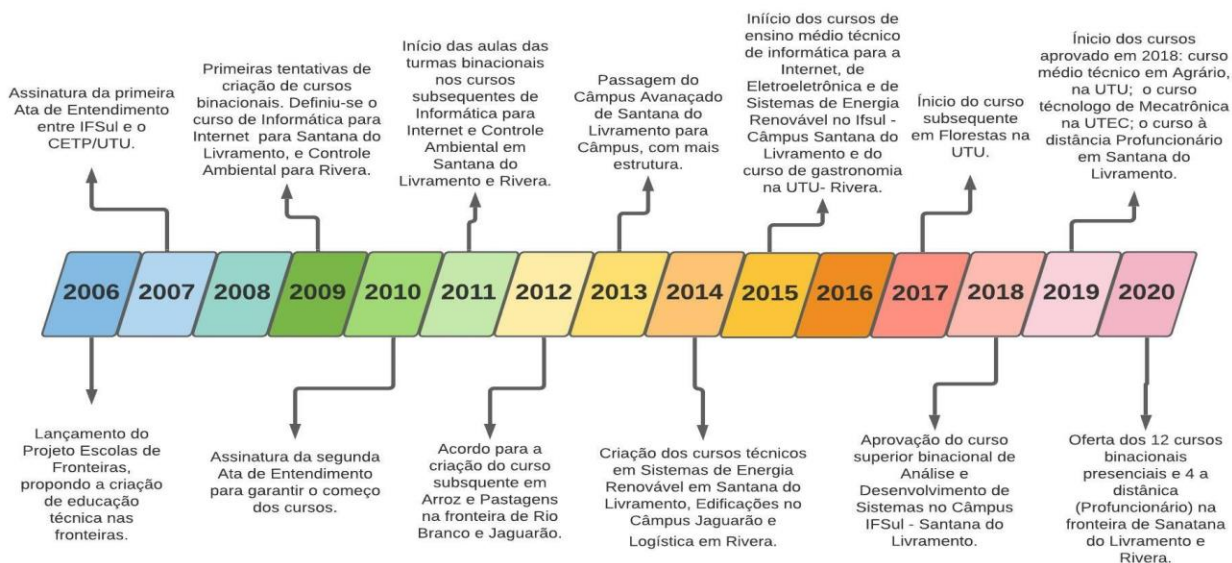 Assinatura da primeira
Ata de Entendimento
entre IFSul e o
CETP/UTU.
Primeiras tentativas de
criação de cursos
binacionais. Definiu-se o
curso de Informática para
Internet para Santana do
Livramento, e Controle
Ambiental para Rivera.
Início das aulas das
turmas binacionais nos
cursos subsequentes de
Informática para
Internet e Controle
Ambiental em
Santana do
Livramento e Rivera.
Passagem do
Câmpus Avançado
de Santana do
Livramento para
Câmpus, com mais
estrutura.
Iníício dos cursos de
ensino médio técnico
de informática para a
Internet, de
Eletroeletrônica e de
Sistemas de Energia
Renovável no Ifsul -
Câmpus Santana do
Livramento e do
curso de gastronomia
na UTU- Rivera.
Ínicio do curso
subsequente
em Florestas na
UTU.
Ínicio dos cursos
aprovado em 2018: curso
médio técnico em Agrário,
na UTU; o curso
técnologo de Mecatrônica
na UTEC; o curso à
distância Profuncionário
em Santana do
Livramento.
2006 2007 2008 2009 2010 2011 2012 2013 2014 2015 2016 2017 2018 2019 2020
Lançamento do
Projeto Escolas de
Fronteiras,
propondo a criação
de educação
técnica nas
fronteiras.
Assinatura da segunda
Ata de Entendimento
para garantir o começo
dos cursos.
Acordo para a
criação do curso
subsquente em
Arroz e Pastagens
na fronteira de Rio
Branco e Jaguarão.
Criação dos cursos técnicos
em Sistemas de Energia
Renovável em Santana do
Livramento, Edificações no
Câmpus Jaguarão e
Logística em Rivera.
Aprovação do curso
superior binacional de
Análise e
Desenvolvimento de
Sistemas no Câmpus
IFSul - Santana do
Livramento.
Oferta dos 12 cursos
binacionais
presenciais e 4 a
distânica
(Profuncionário) na
fronteira de Sanatana
do Livramento e
Rivera.